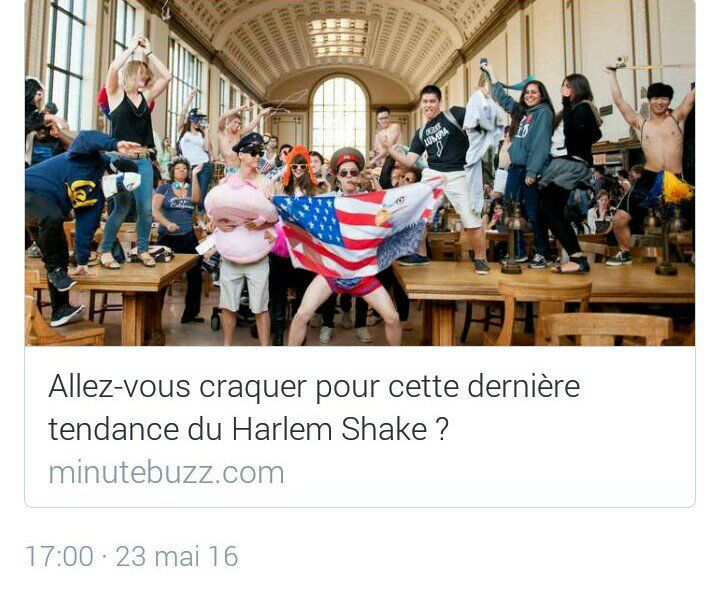 Allez-vous craquer pour cette dernière
tendance du Harlem Shake ?
minutebuzz.com
17:00 · 23 mai 16